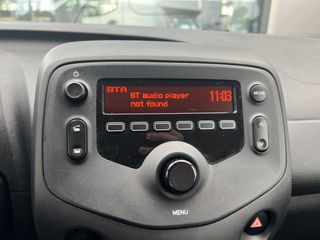 BTA
BT audio player
not found
11:03
MODE
MENU